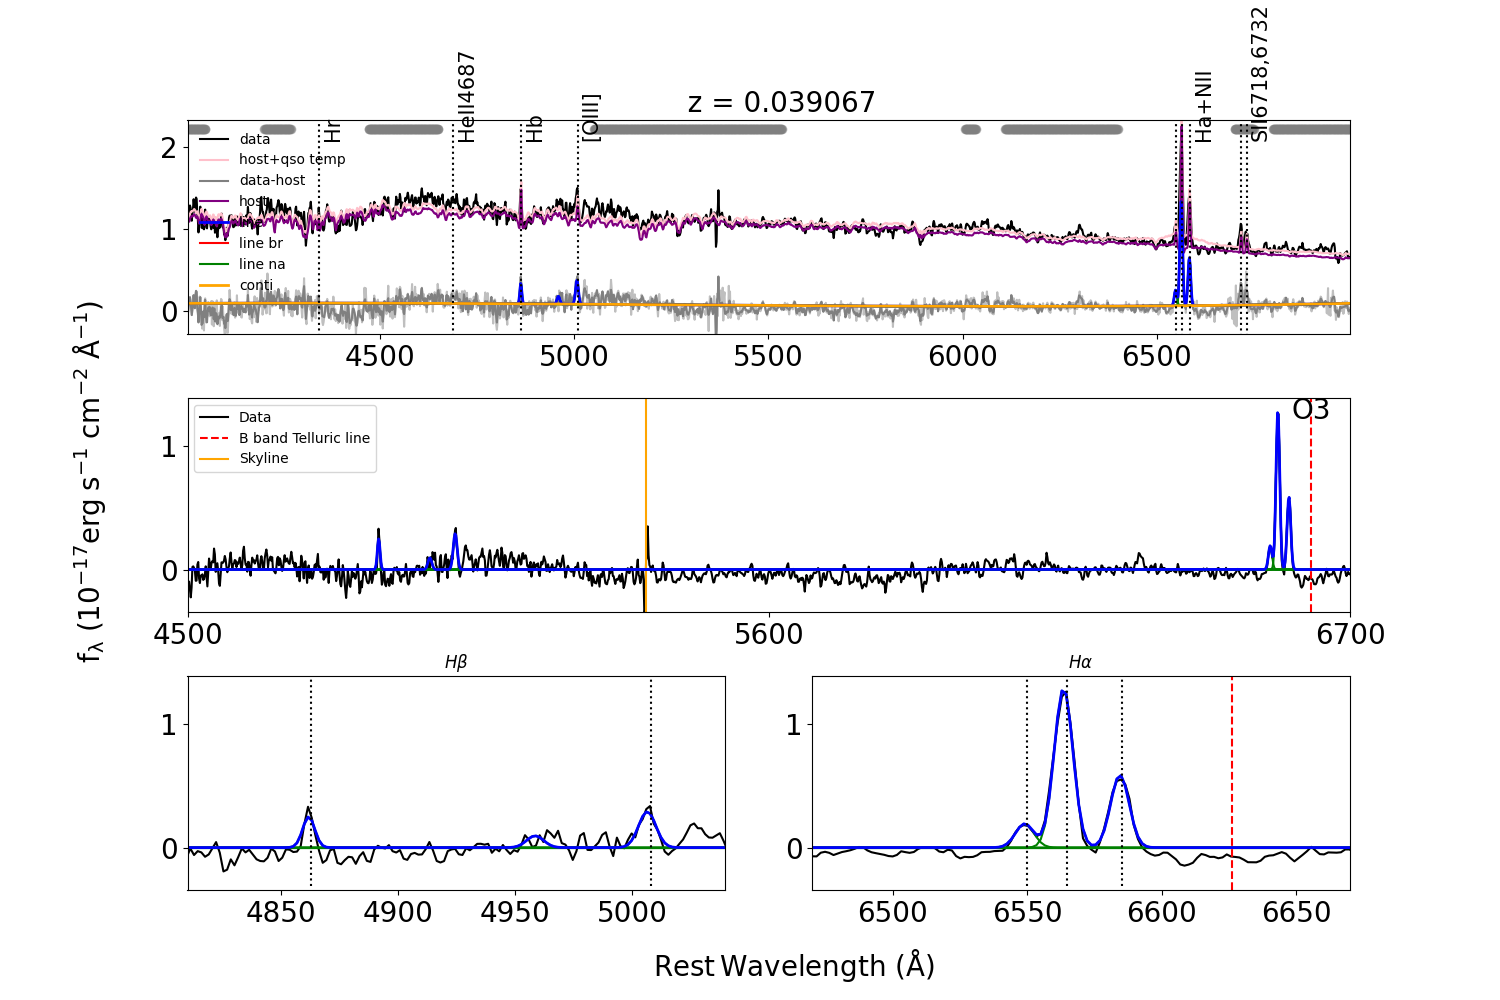 z = 0.039067
Hr
HeII4687
Hb
[OIII]
Ha+NII
SII6718,6732
data
host+qso temp
data-host
host
line br
line na
conti
2
1
0
4500
5000
5500
6000
6500
fλ (10⁻¹⁷erg s⁻¹ cm⁻² Å⁻¹)
Data
B band Telluric line
Skyline
O3
1
0
4500
5600
6700
Hβ
1
0
4850
4900
4950
5000
Hα
1
0
6500
6550
6600
6650
Rest Wavelength (Å)